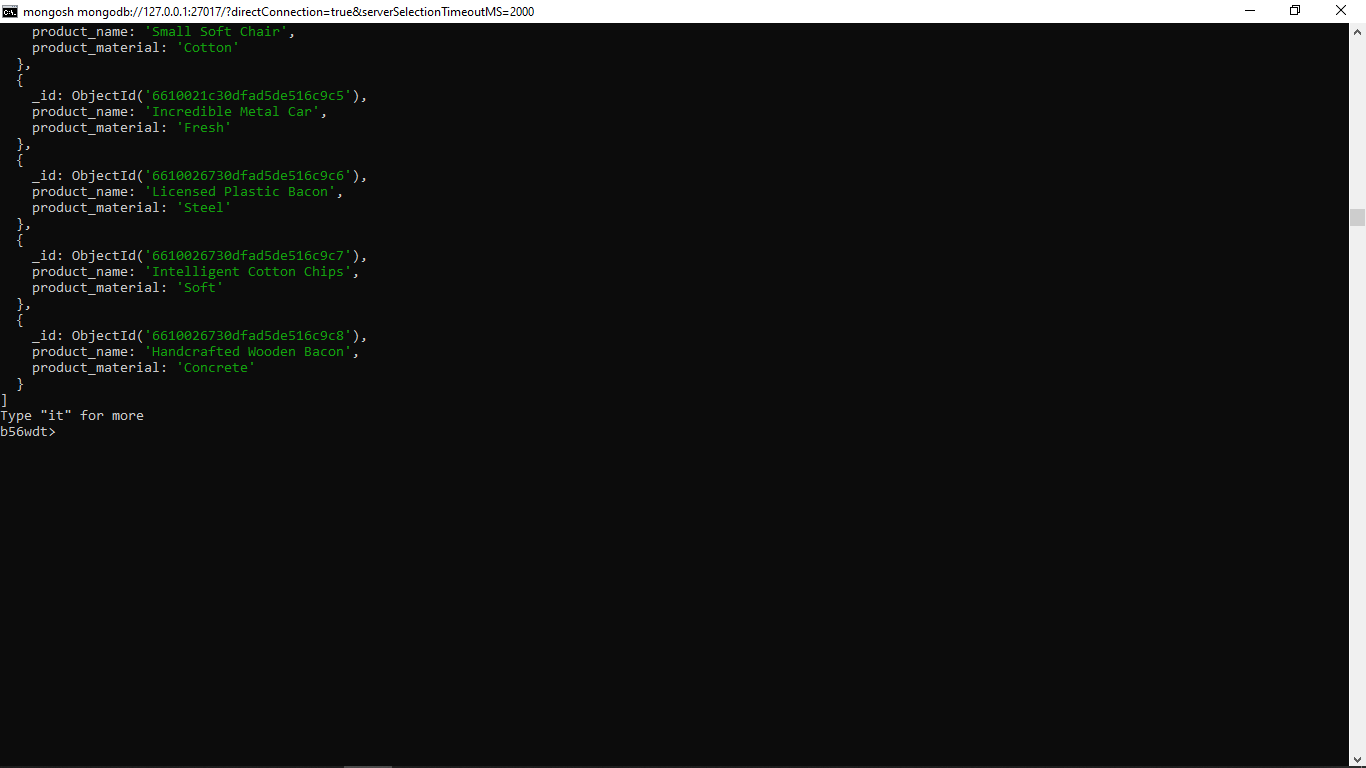 mongosh mongodb://127.0.0.1:27017/?directConnection=true&serverSelectionTimeoutMS=2000
    product_name: 'Small Soft Chair',
    product_material: 'Cotton'
  },
  {
    _id: ObjectId('6610021c30dfad5de516c9c5'),
    product_name: 'Incredible Metal Car',
    product_material: 'Fresh'
  },
  {
    _id: ObjectId('6610026730dfad5de516c9c6'),
    product_name: 'Licensed Plastic Bacon',
    product_material: 'Steel'
  },
  {
    _id: ObjectId('6610026730dfad5de516c9c7'),
    product_name: 'Intelligent Cotton Chips',
    product_material: 'Soft'
  },
  {
    _id: ObjectId('6610026730dfad5de516c9c8'),
    product_name: 'Handcrafted Wooden Bacon',
    product_material: 'Concrete'
  }
]
Type "it" for more
b56wdt>